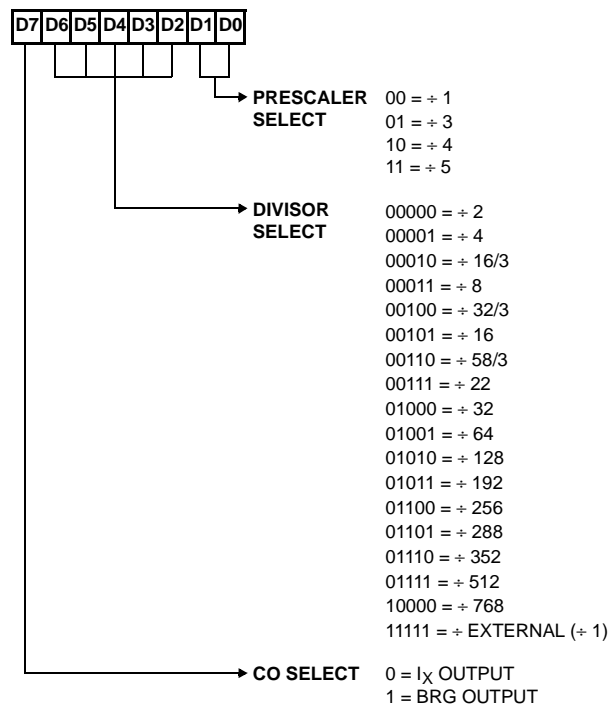 D7 D6 D5 D4 D3 D2 D1 D0
PRESCALER 00 = ÷ 1
SELECT 01 = ÷ 3
10 = ÷ 4
11 = ÷ 5
DIVISOR 00000 = ÷ 2
SELECT 00001 = ÷ 4
00010 = ÷ 16/3
00011 = ÷ 8
00100 = ÷ 32/3
00101 = ÷ 16
00110 = ÷ 58/3
00111 = ÷ 22
01000 = ÷ 32
01001 = ÷ 64
01010 = ÷ 128
01011 = ÷ 192
01100 = ÷ 256
01101 = ÷ 288
01110 = ÷ 352
01111 = ÷ 512
10000 = ÷ 768
11111 = ÷ EXTERNAL (÷ 1)
CO SELECT 0 = IX OUTPUT
1 = BRG OUTPUT